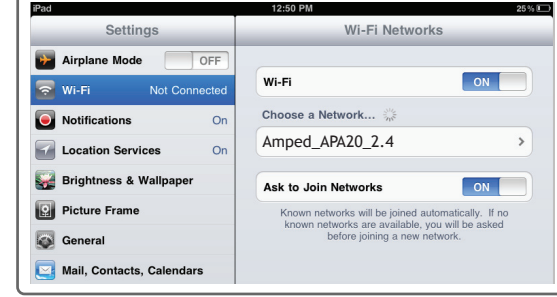 iPad 12:50 PM 25%
Settings
Wi-Fi Networks
Airplane Mode OFF
Wi-Fi Not Connected
Notifications On
Location Services On
Brightness & Wallpaper
Picture Frame
General
Mail, Contacts, Calendars
Wi-Fi ON
Choose a Network...
Amped_APA20_2.4
Ask to Join Networks ON
Known networks will be joined automatically. If no
known networks are available, you will be asked
before joining a new network.